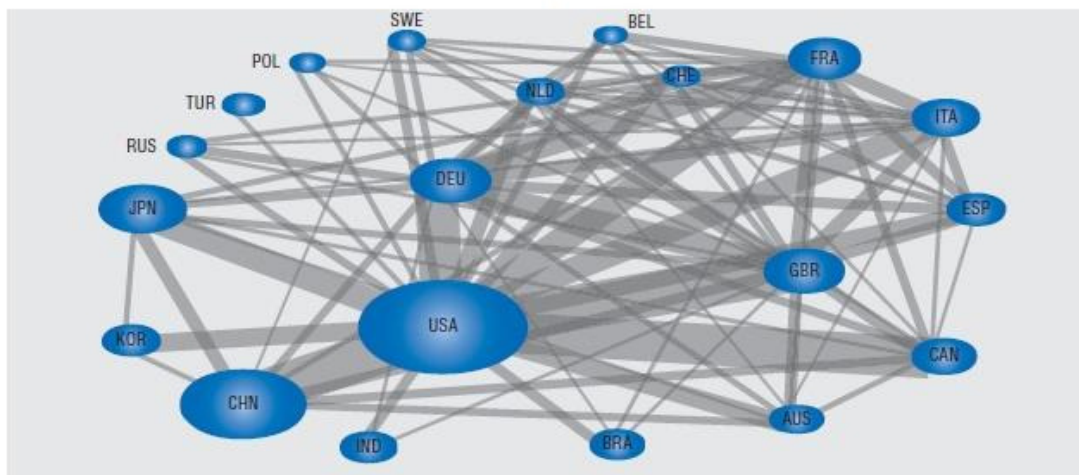 SWE
BEL
POL
FRA
CHE
NLD
TUR
ITA
RUS
DEU
JPN
ESP
GBR
USA
KOR
CAN
CHN
AUS
IND
BRA